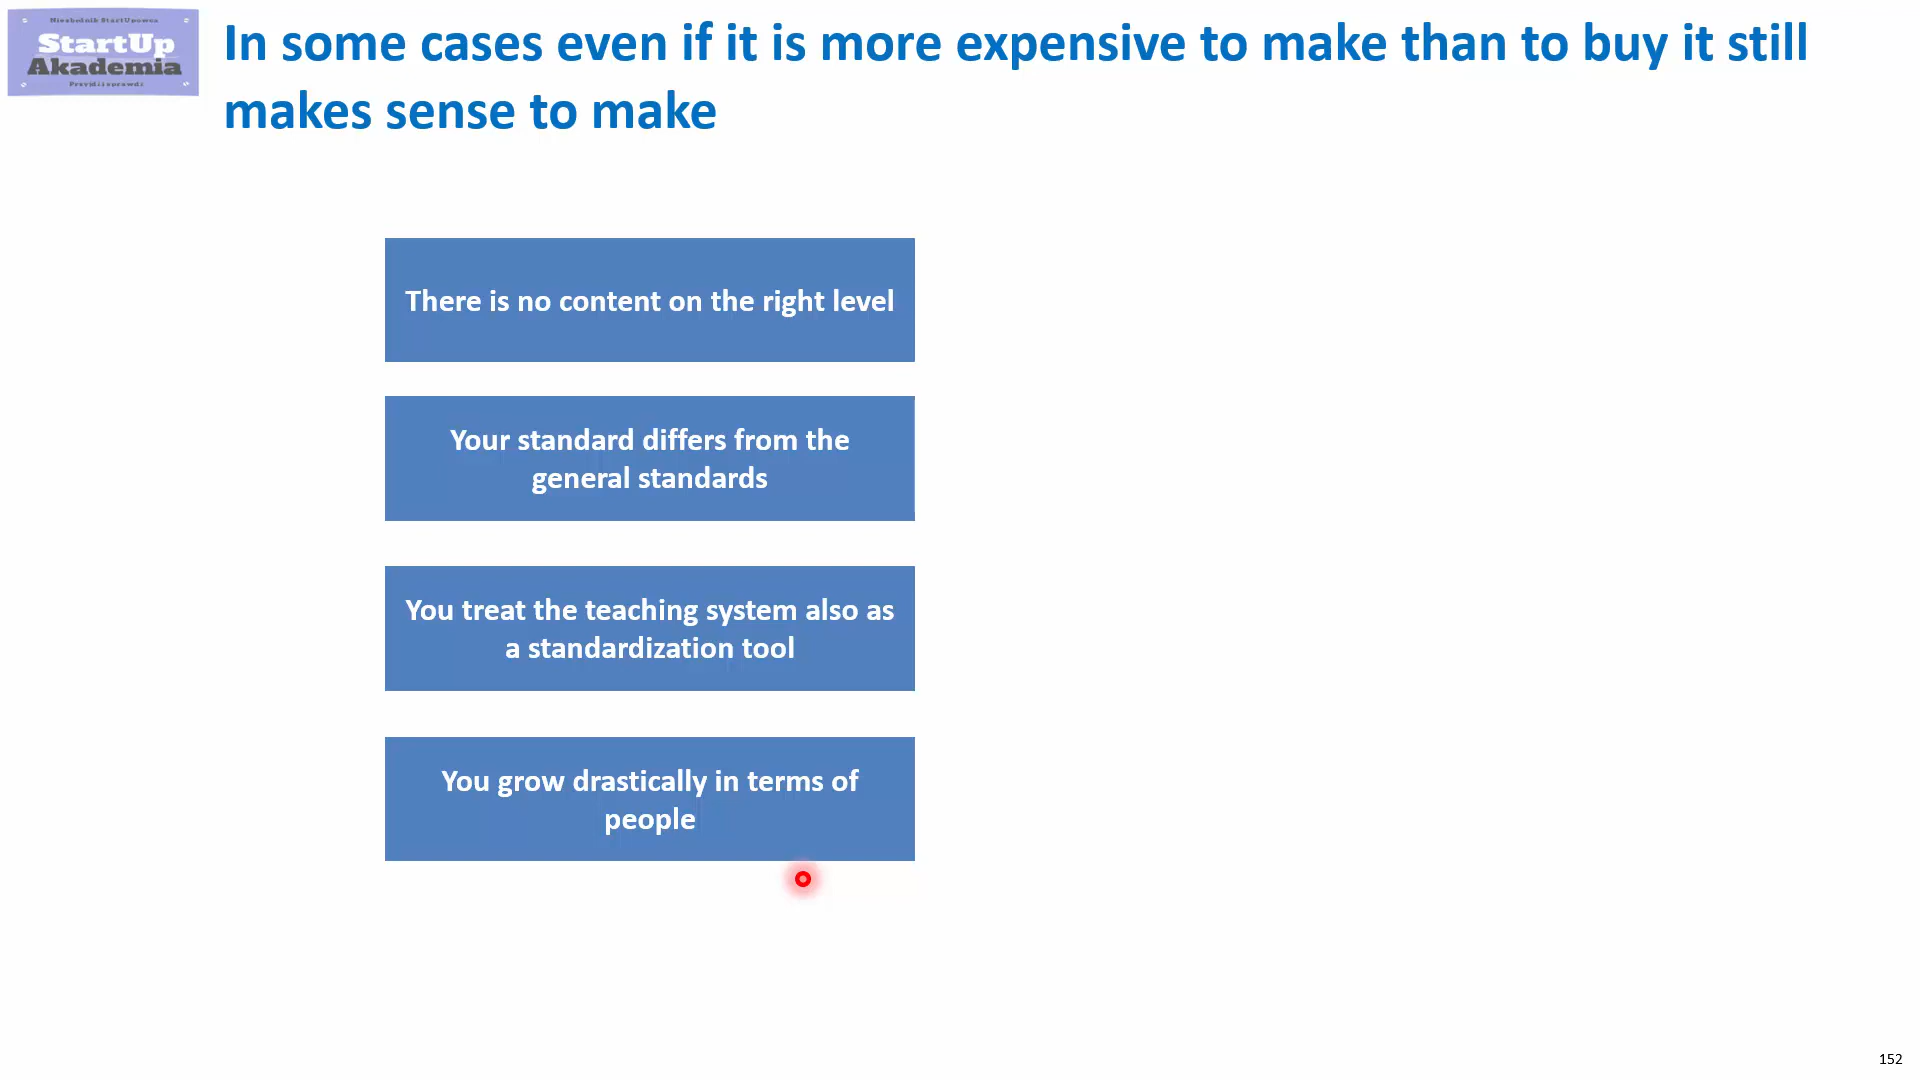 Niezbędnik StartUpowca
StartUp
Akademia
In some cases even if it is more expensive to make than to buy it still
makes sense to make
There is no content on the right level
Your standard differs from the
general standards
You treat the teaching system also as
a standardization tool
You grow drastically in terms of
people
152